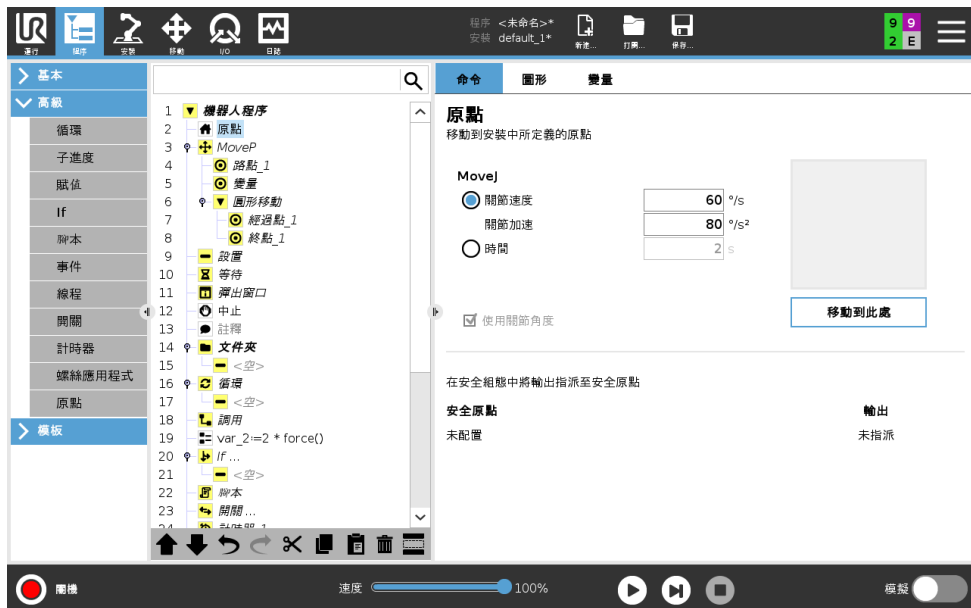 UR
程序 <未命名>*
安裝 default_1*
運行
程序
安裝
移動
I/O
日誌
新建...
打開...
保存...
9 9
2 E
基本
高級
循環
子進度
賦值
If
腳本
事件
線程
開關
計時器
螺絲應用程式
原點
模板
1 機器人程序
2 原點
3 MoveP
4 路點_1
5 變量
6 圓形移動
7 經過點_1
8 終點_1
9 設置
10 等待
11 彈出窗口
12 中止
13 註釋
14 文件夾
15 <空>
16 循環
17 <空>
18 調用
19 var_2≔2 * force()
20 If ...
21 <空>
22 腳本
23 開關 ...
24 計時器_1
命令
圖形
變量
原點
移動到安裝中所定義的原點
MoveJ
關節速度 60 °/s
關節加速 80 °/s²
時間 2 s
使用關節角度
移動到此處
在安全組態中將輸出指派至安全原點
安全原點 輸出
未配置 未指派
關機
速度 100%
模擬